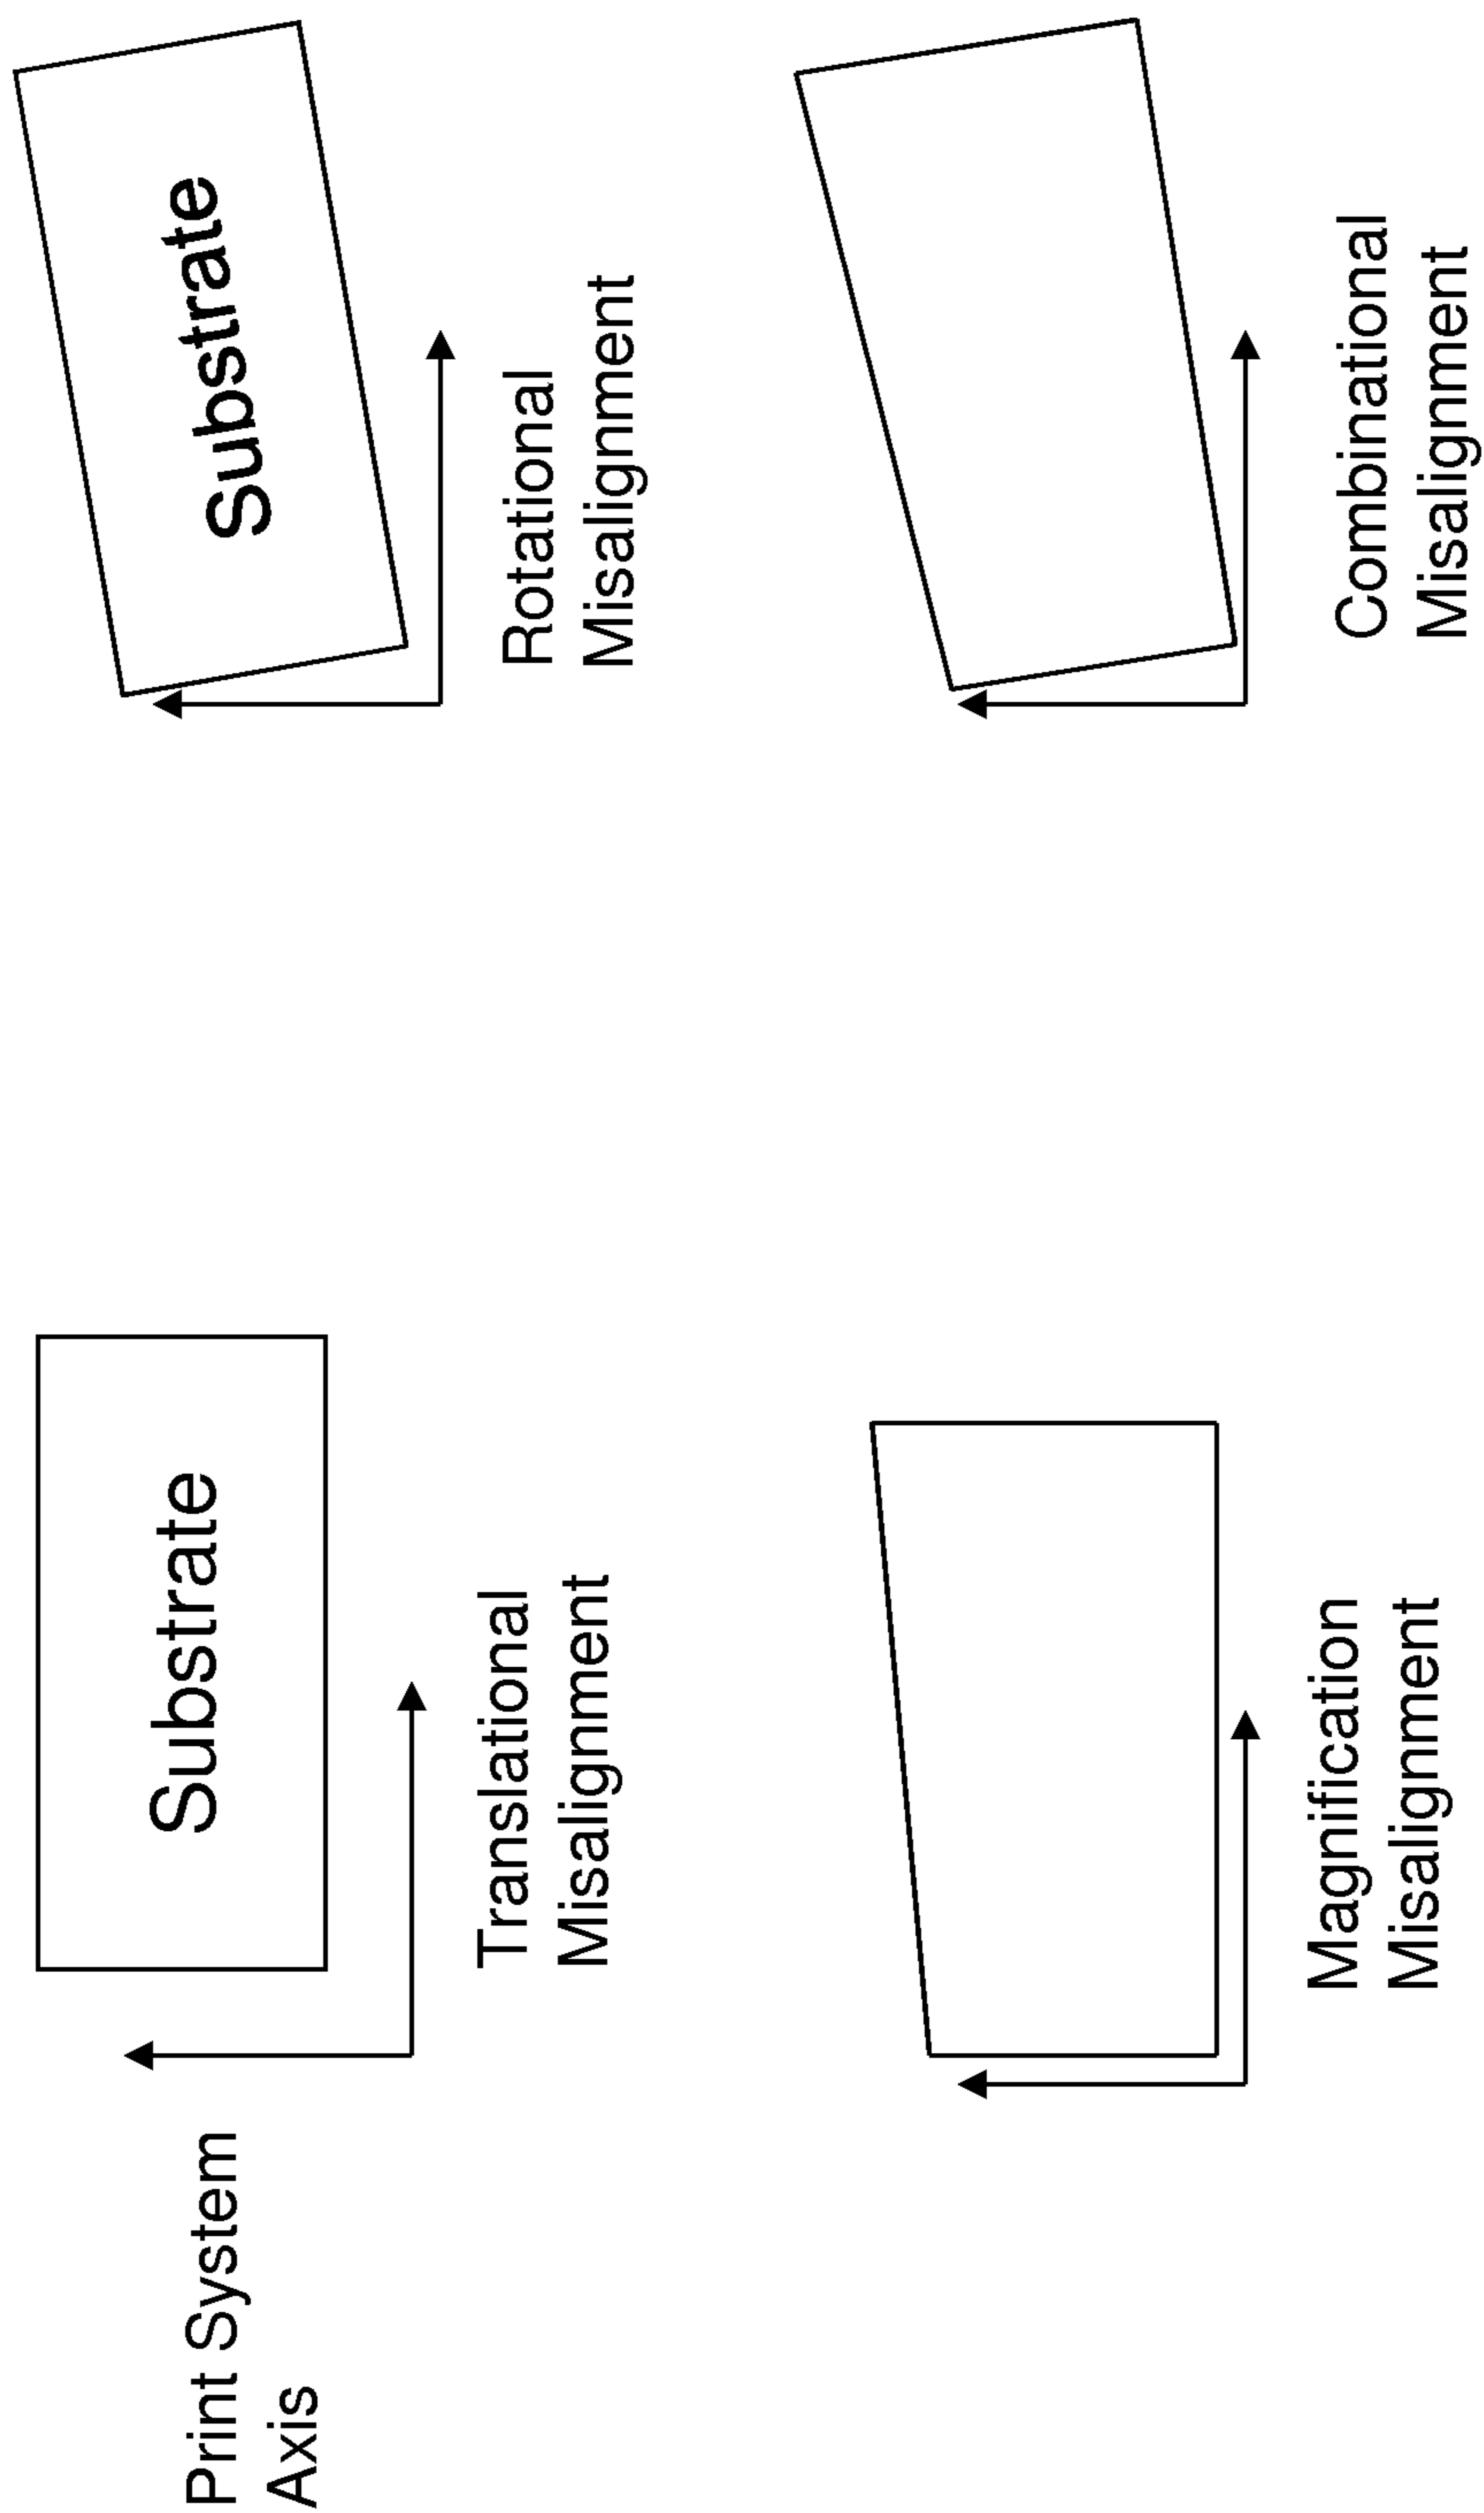 Print System
Axis
Substrate
Translational
Misalignment
Substrate
Rotational
Misalignment
Magnification
Misalignment
Combinational
Misalignment